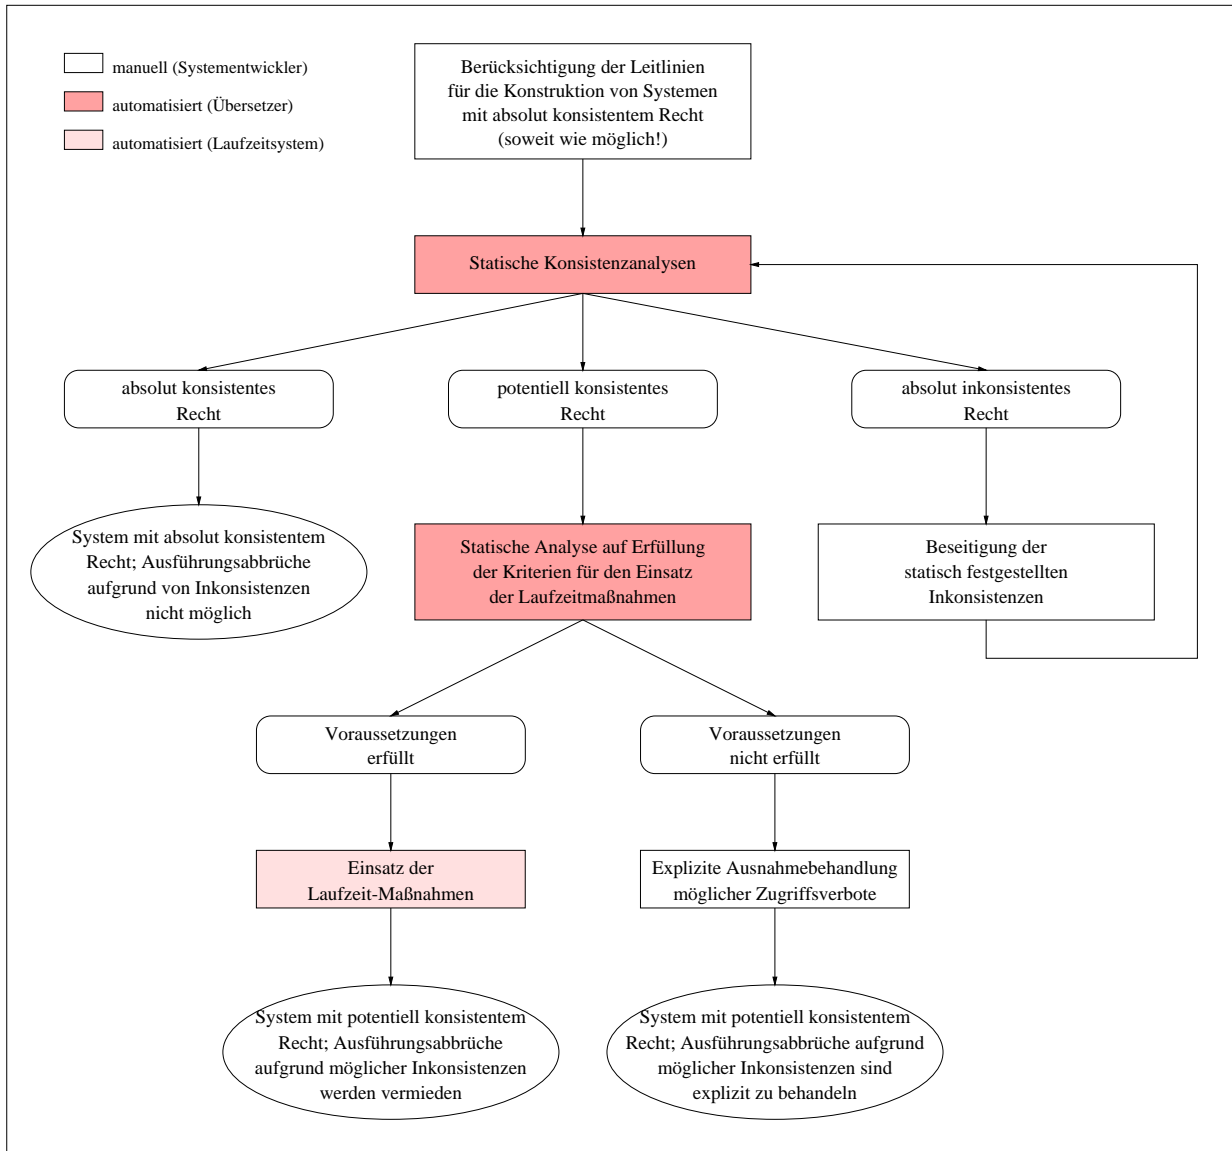 manuell (Systementwickler)
automatisiert (Übersetzer)
automatisiert (Laufzeitsystem)
Berücksichtigung der Leitlinien
für die Konstruktion von Systemen
mit absolut konsistentem Recht
(soweit wie möglich!)
Statische Konsistenzanalysen
absolut konsistentes
Recht
potentiell konsistentes
Recht
absolut inkonsistentes
Recht
System mit absolut konsistentem
Recht; Ausführungsabbrüche
aufgrund von Inkonsistenzen
nicht möglich
Statische Analyse auf Erfüllung
der Kriterien für den Einsatz
der Laufzeitmaßnahmen
Beseitigung der
statisch festgestellten
Inkonsistenzen
Voraussetzungen
erfüllt
Voraussetzungen
nicht erfüllt
Einsatz der
Laufzeit-Maßnahmen
Explizite Ausnahmebehandlung
möglicher Zugriffsverbote
System mit potentiell konsistentem
Recht; Ausführungsabbrüche
aufgrund möglicher Inkonsistenzen
werden vermieden
System mit potentiell konsistentem
Recht; Ausführungsabbrüche aufgrund
möglicher Inkonsistenzen sind
explizit zu behandeln